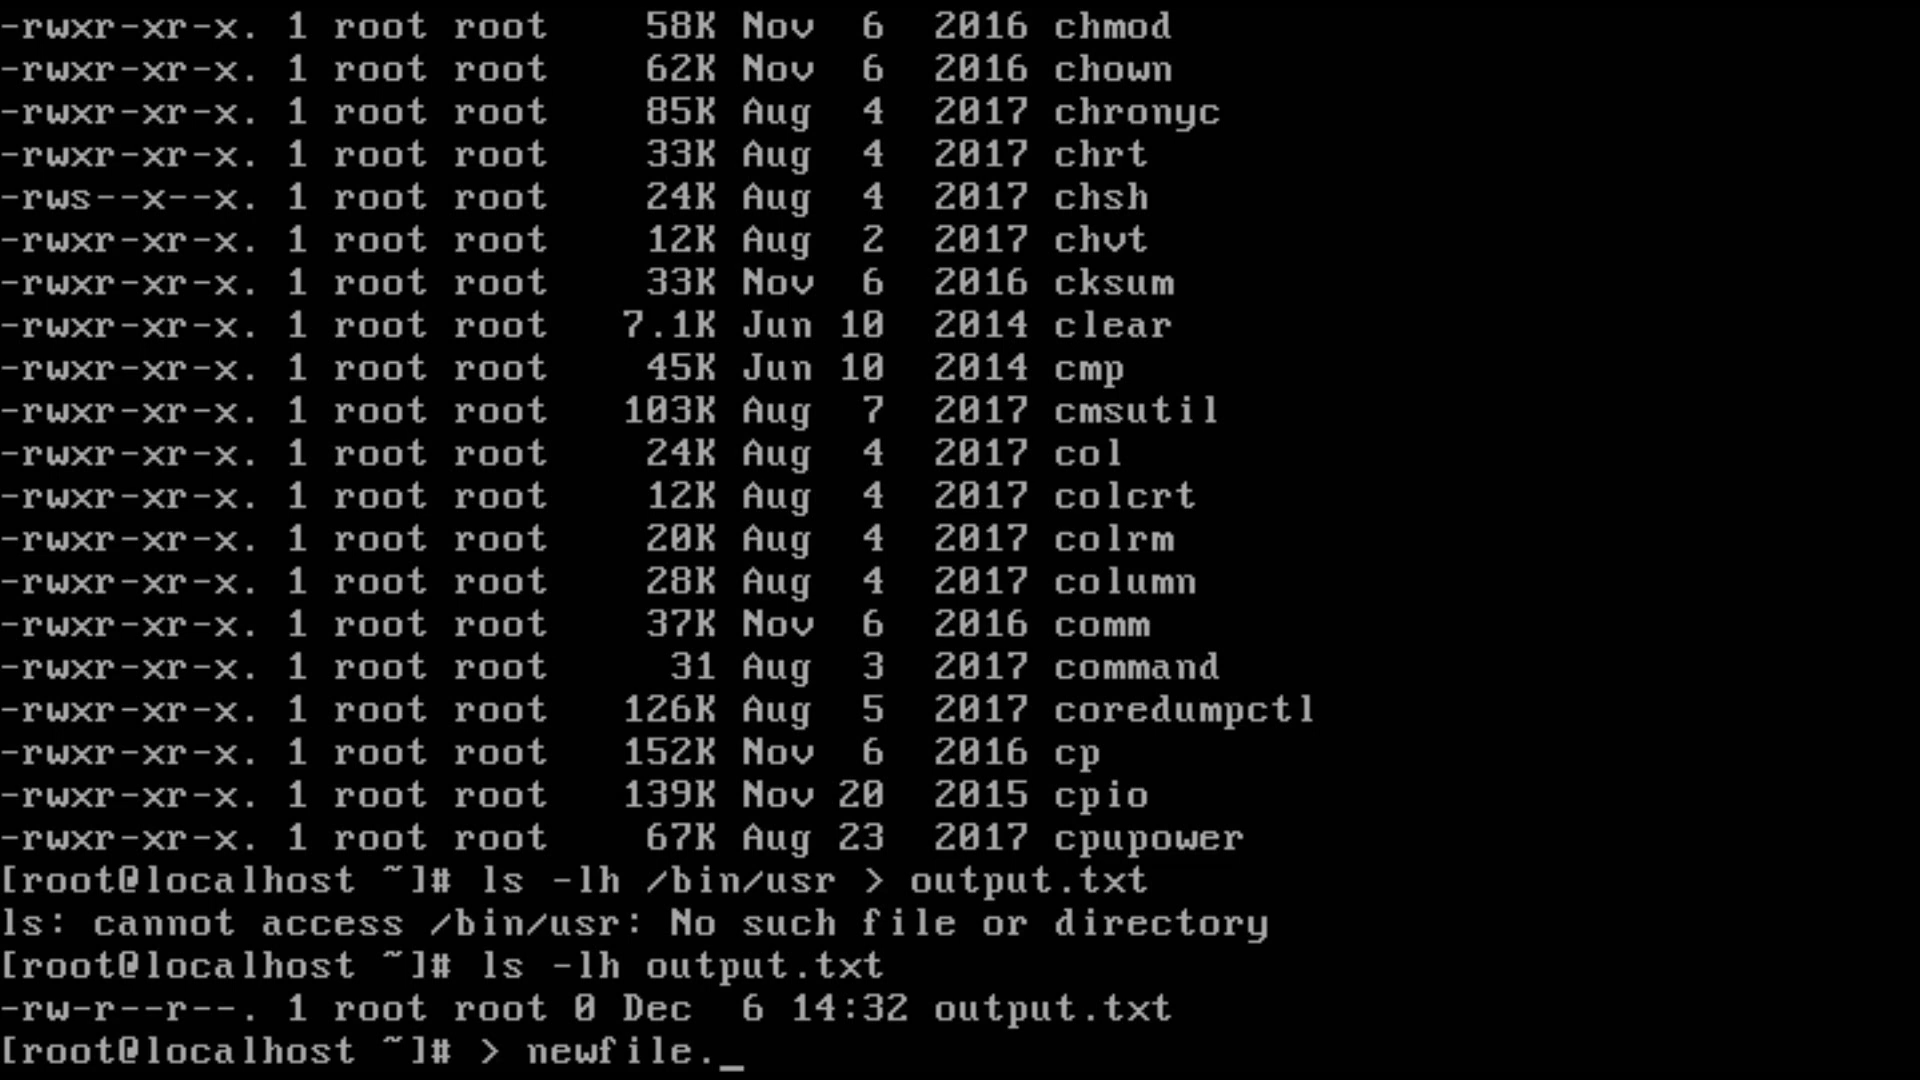 -rwxr-xr-x. 1 root root    58K Nov  6  2016 chmod
-rwxr-xr-x. 1 root root    62K Nov  6  2016 chown
-rwxr-xr-x. 1 root root    85K Aug  4  2017 chronyc
-rwxr-xr-x. 1 root root    33K Aug  4  2017 chrt
-rws--x--x. 1 root root    24K Aug  4  2017 chsh
-rwxr-xr-x. 1 root root    12K Aug  2  2017 chvt
-rwxr-xr-x. 1 root root    33K Nov  6  2016 cksum
-rwxr-xr-x. 1 root root   7.1K Jun 10  2014 clear
-rwxr-xr-x. 1 root root    45K Jun 10  2014 cmp
-rwxr-xr-x. 1 root root   103K Aug  7  2017 cmsutil
-rwxr-xr-x. 1 root root    24K Aug  4  2017 col
-rwxr-xr-x. 1 root root    12K Aug  4  2017 colcrt
-rwxr-xr-x. 1 root root    20K Aug  4  2017 colrm
-rwxr-xr-x. 1 root root    28K Aug  4  2017 column
-rwxr-xr-x. 1 root root    37K Nov  6  2016 comm
-rwxr-xr-x. 1 root root     31 Aug  3  2017 command
-rwxr-xr-x. 1 root root   126K Aug  5  2017 coredumpctl
-rwxr-xr-x. 1 root root   152K Nov  6  2016 cp
-rwxr-xr-x. 1 root root   139K Nov 20  2015 cpio
-rwxr-xr-x. 1 root root    67K Aug 23  2017 cpupower
[root@localhost ~]# ls -lh /bin/usr > output.txt
ls: cannot access /bin/usr: No such file or directory
[root@localhost ~]# ls -lh output.txt
-rw-r--r--. 1 root root 0 Dec  6 14:32 output.txt
[root@localhost ~]# > newfile._